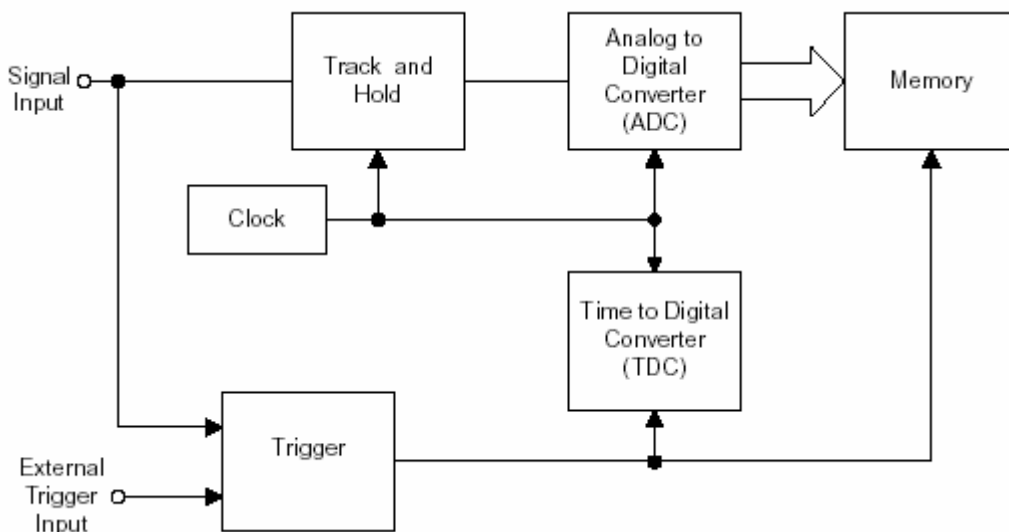 Signal
Input
Track and
Hold
Analog to
Digital
Converter
(ADC)
Memory
Clock
Time to Digital
Converter
(TDC)
Trigger
External
Trigger
Input